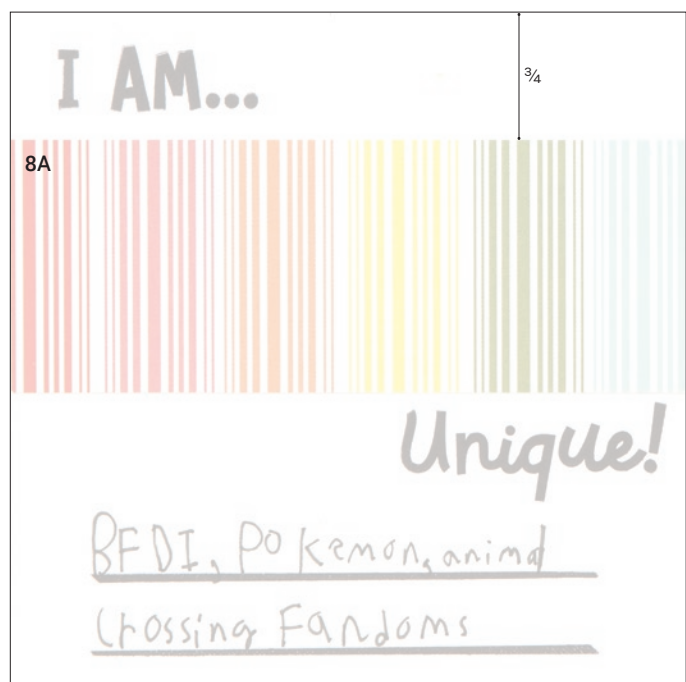 I AM...
¾
8A
Unique!
BFDI, Pokemon, animal
Crossing Fandoms